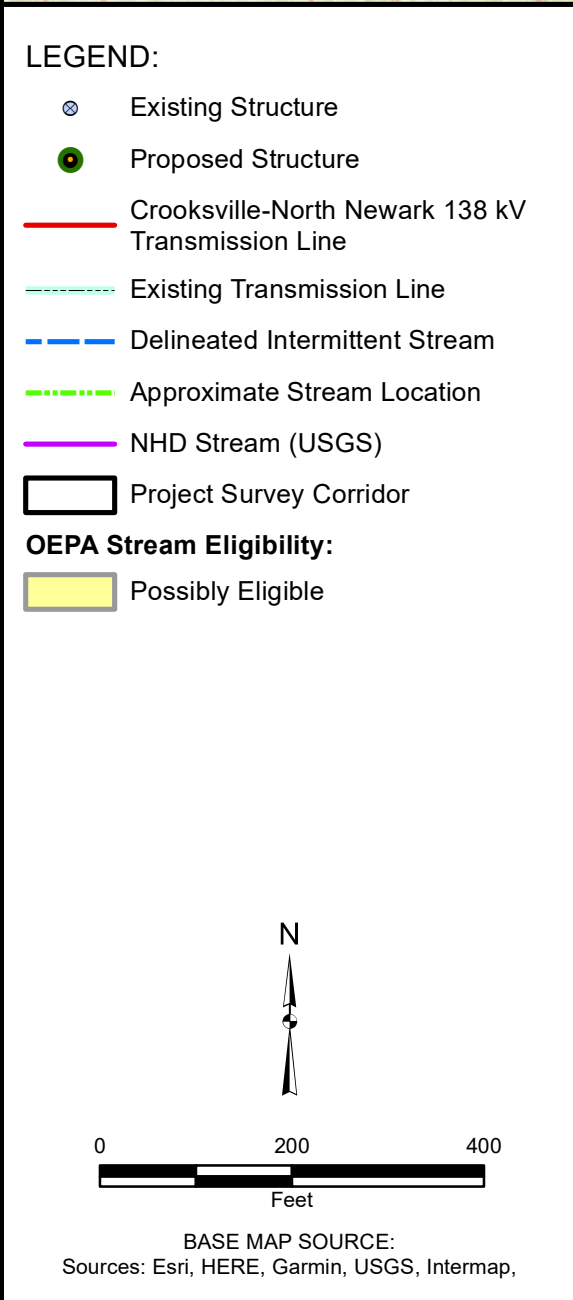 LEGEND:
Existing Structure
Proposed Structure
Crooksville-North Newark 138 kV
Transmission Line
Existing Transmission Line
Delineated Intermittent Stream
Approximate Stream Location
NHD Stream (USGS)
Project Survey Corridor
OEPA Stream Eligibility:
Possibly Eligible
N
0 200 400
Feet
BASE MAP SOURCE:
Sources: Esri, HERE, Garmin, USGS, Intermap,